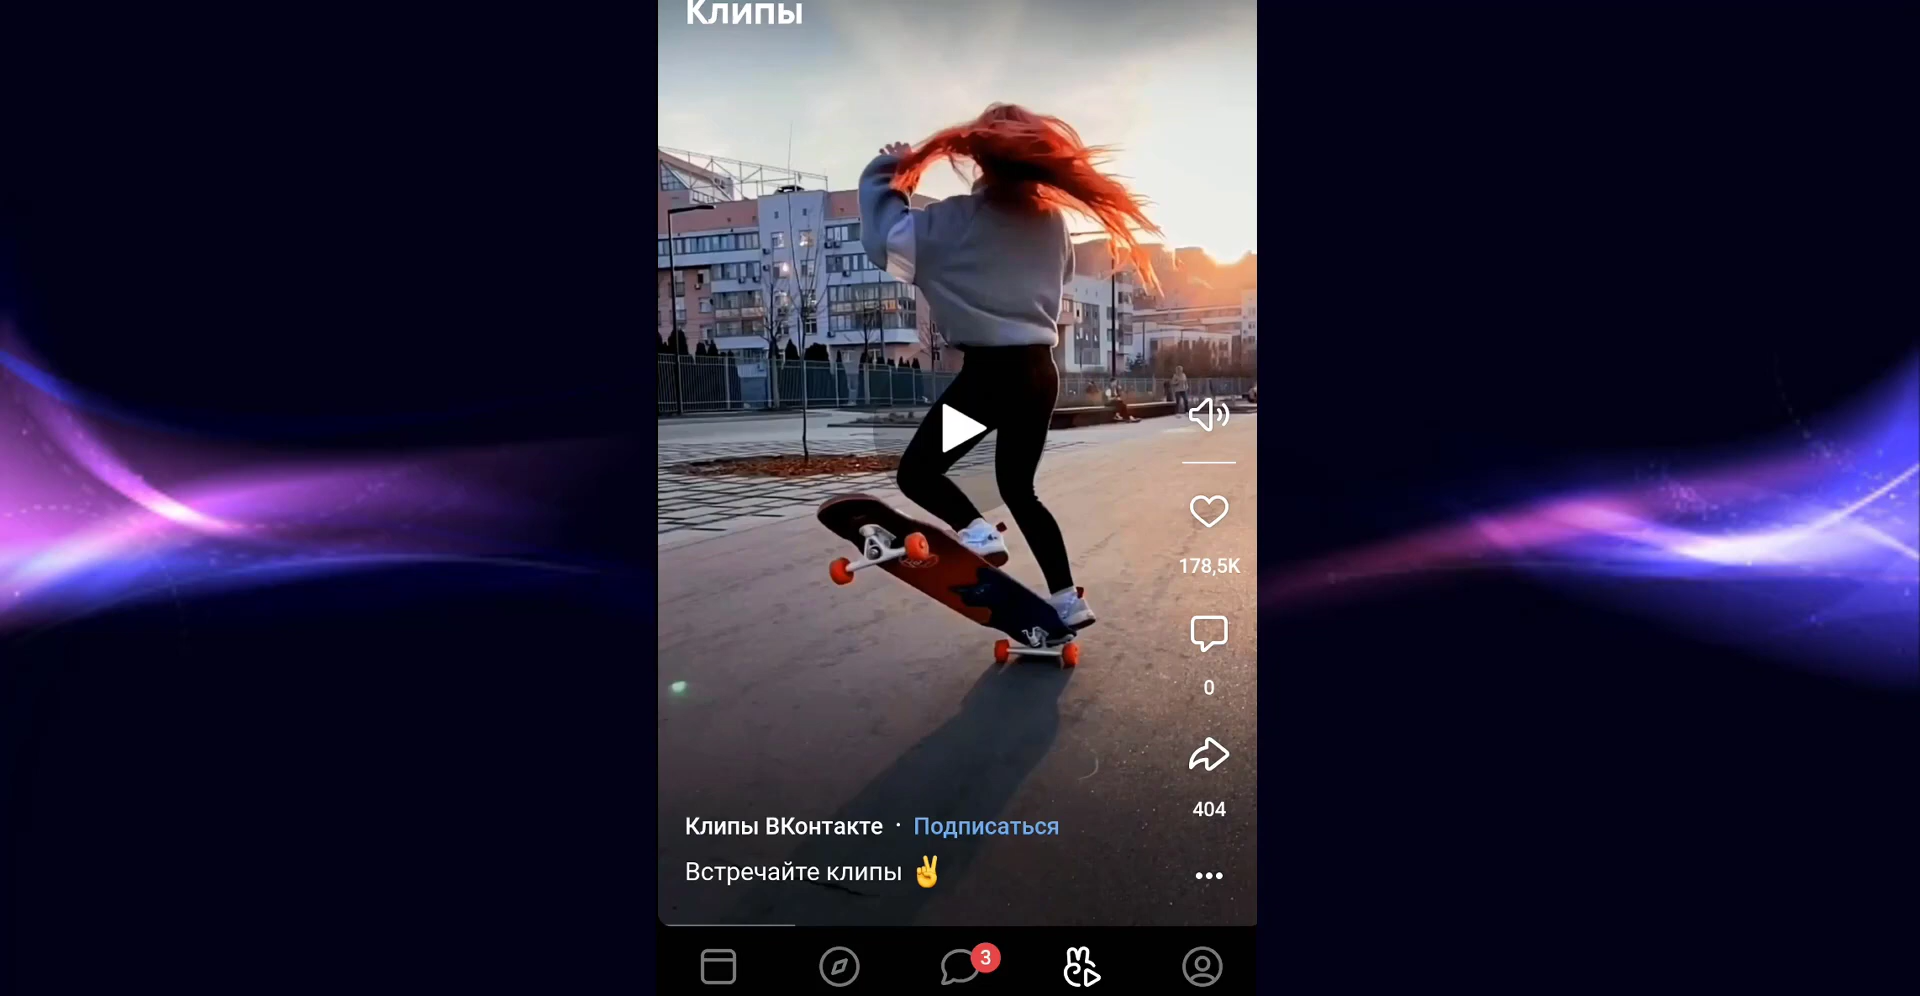 Клипы
178,5K
0
404
Клипы ВКонтакте · Подписаться
Встречайте клипы ✌
3